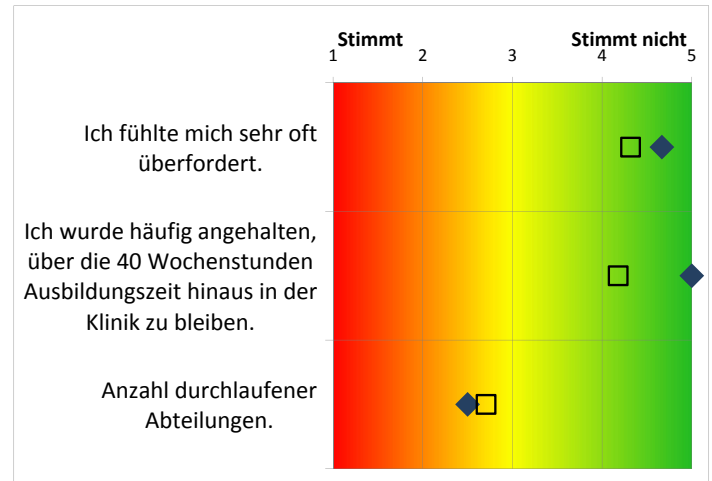 Stimmt Stimmt nicht
1 2 3 4 5
Ich fühlte mich sehr oft
überfordert.
Ich wurde häufig angehalten,
über die 40 Wochenstunden
Ausbildungszeit hinaus in der
Klinik zu bleiben.
Anzahl durchlaufener
Abteilungen.